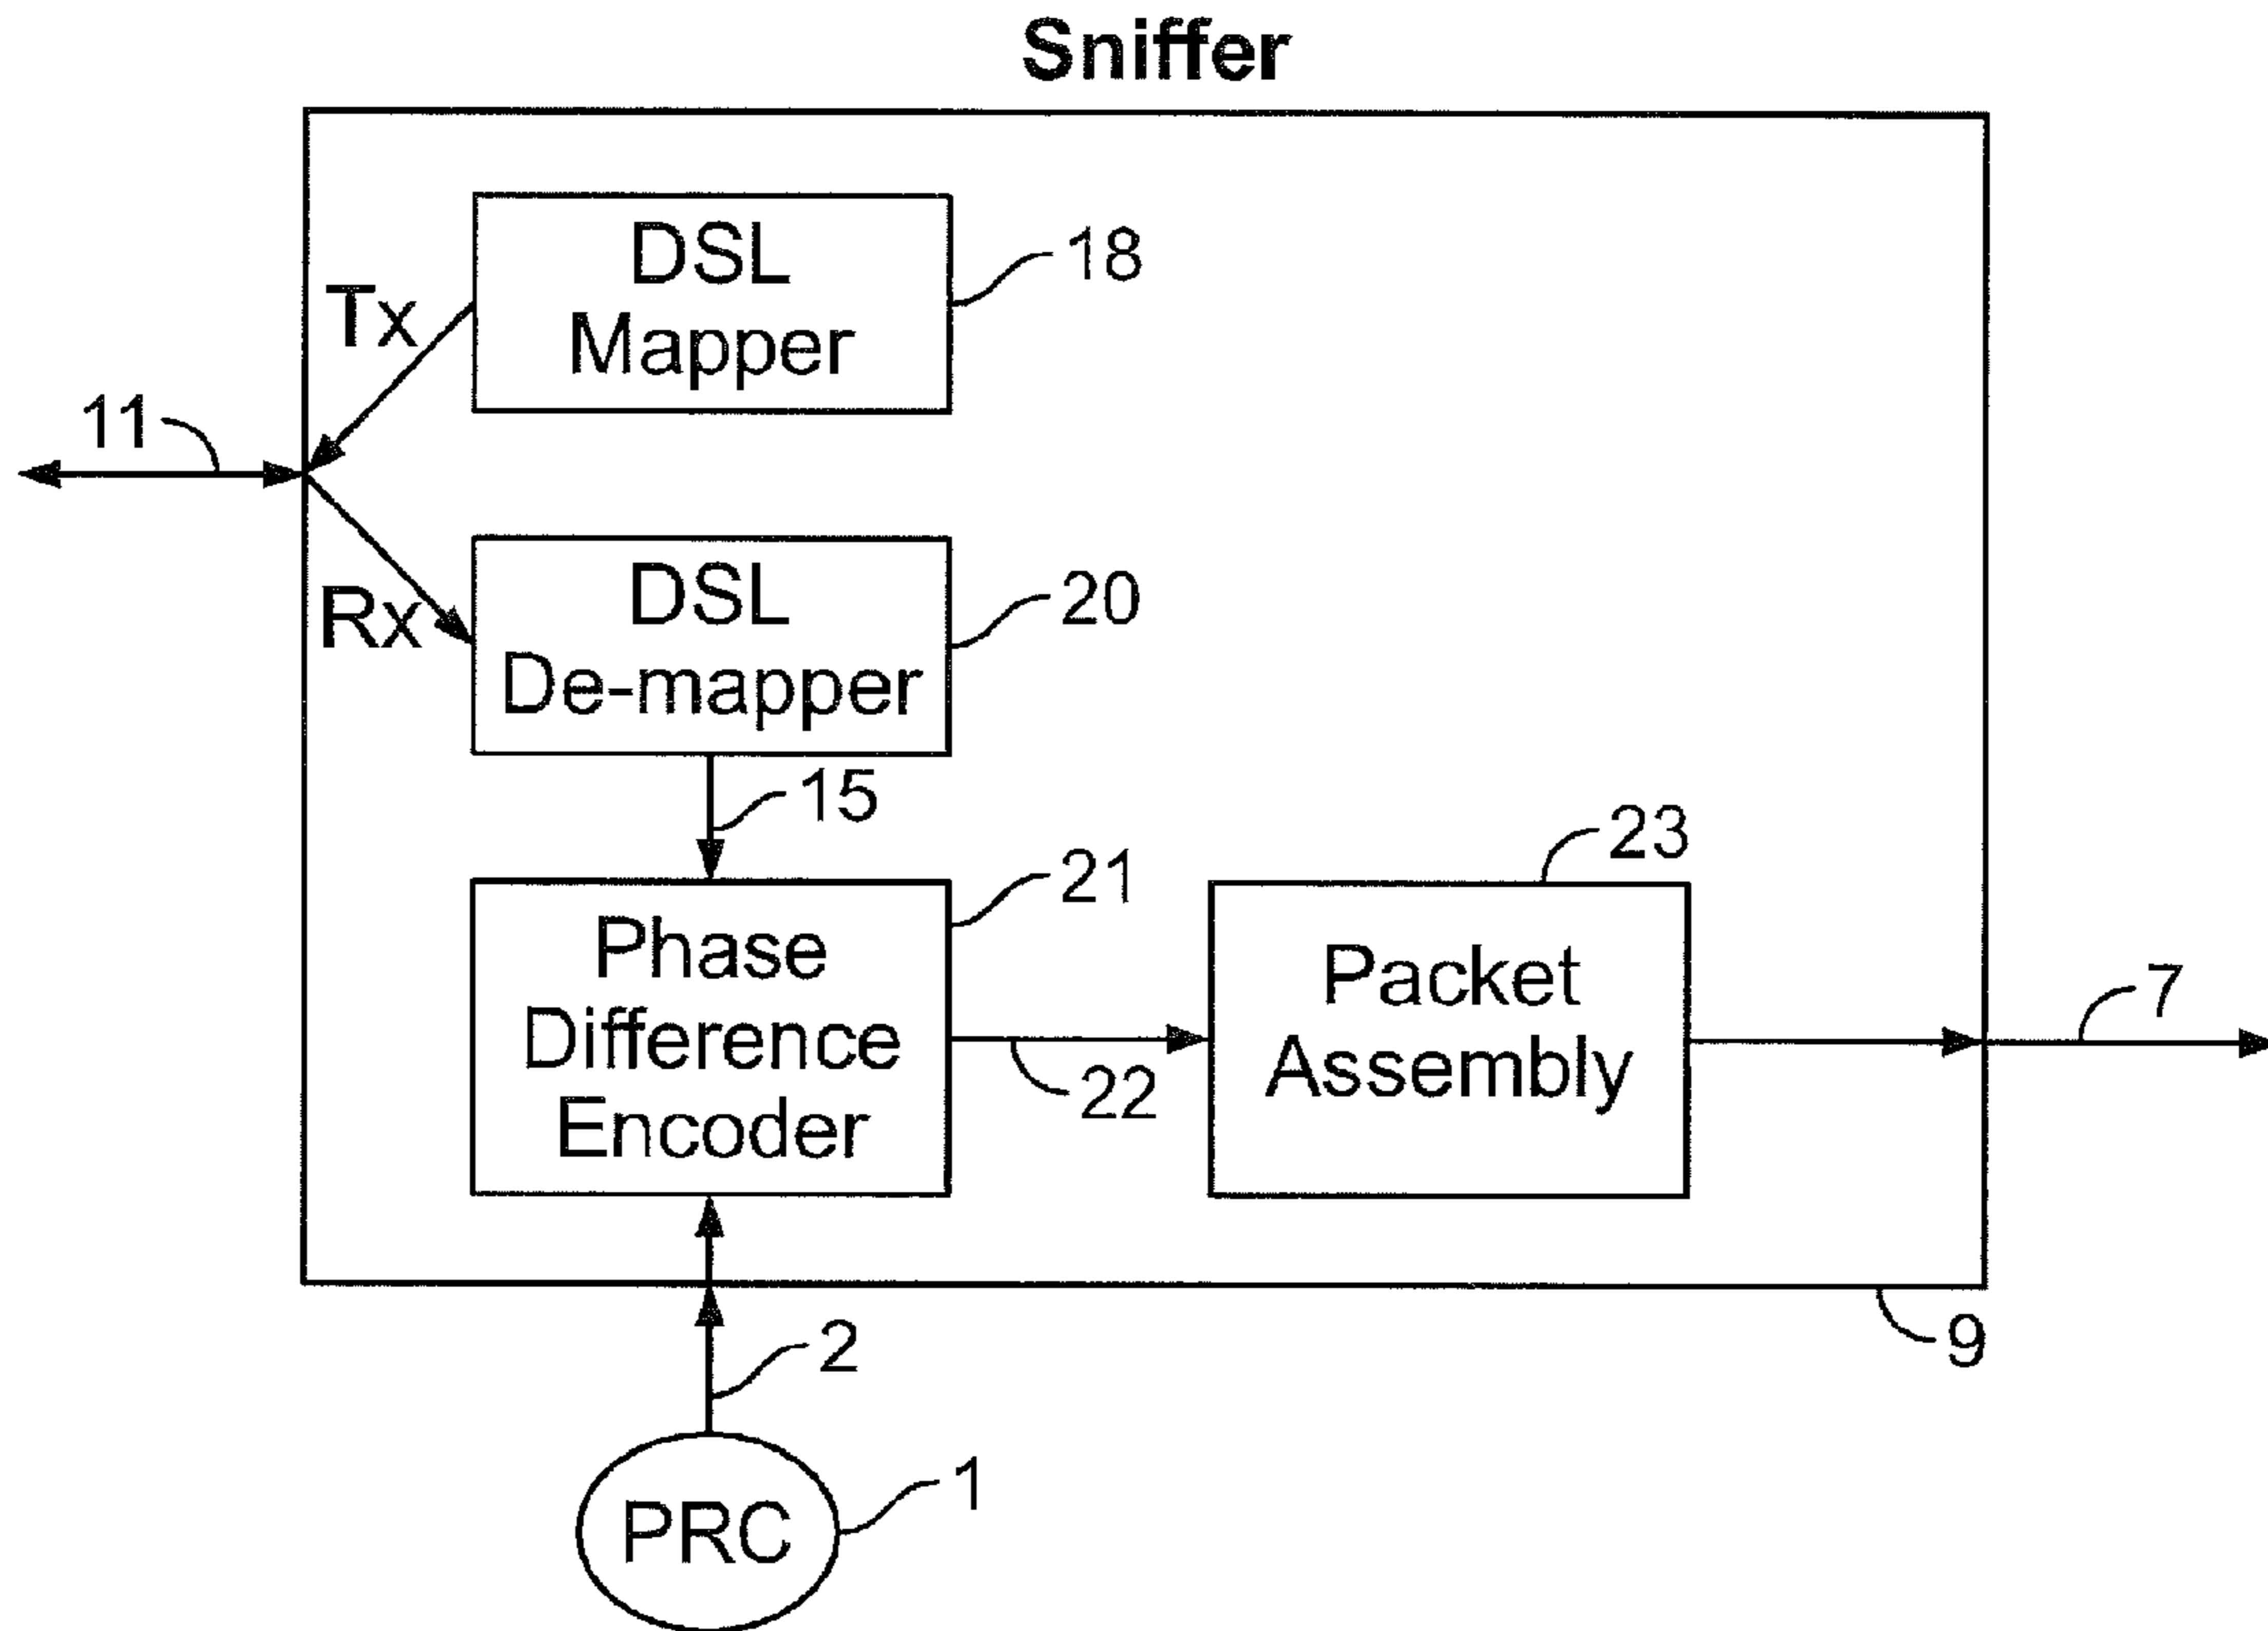 Sniffer
DSL
Mapper
18
Tx
11
Rx
DSL
De-mapper
20
15
21
23
Phase
Difference
Encoder
Packet
Assembly
7
22
2
9
PRC
1